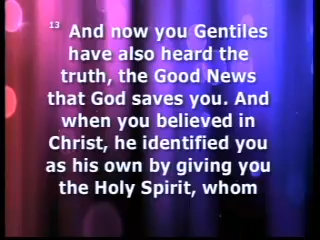 13 And now you Gentiles
have also heard the
truth, the Good News
that God saves you. And
when you believed in
Christ, he identified you
as his own by giving you
the Holy Spirit, whom